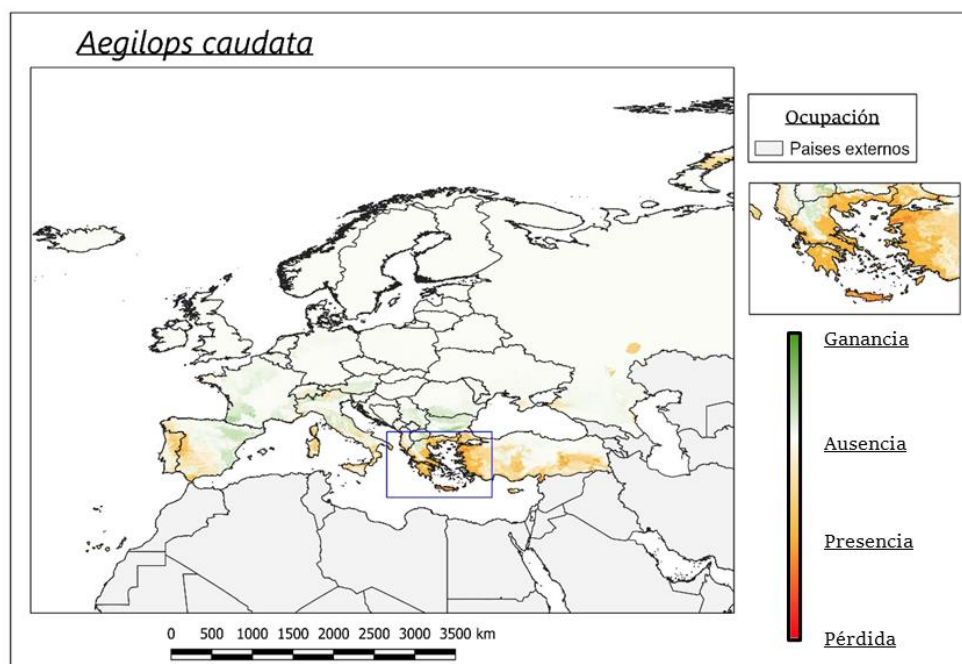 Aegilops caudata
Ocupación
Paises externos
Ganancia
Ausencia
Presencia
Pérdida
0 500 1000 1500 2000 2500 3000 3500 km